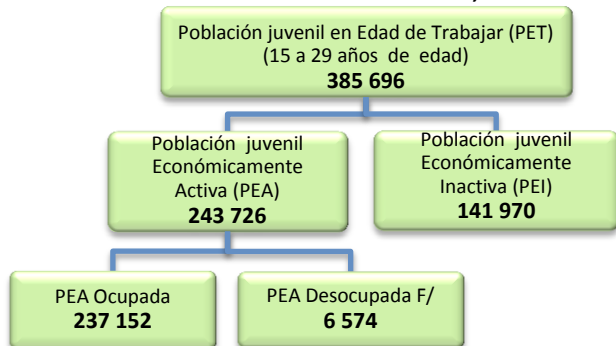 Población juvenil en Edad de Trabajar (PET)
(15 a 29 años de edad)
385 696
Población juvenil
Económicamente
Activa (PEA)
243 726
Población juvenil
Económicamente
Inactiva (PEI)
141 970
PEA Ocupada
237 152
PEA Desocupada F/
6 574